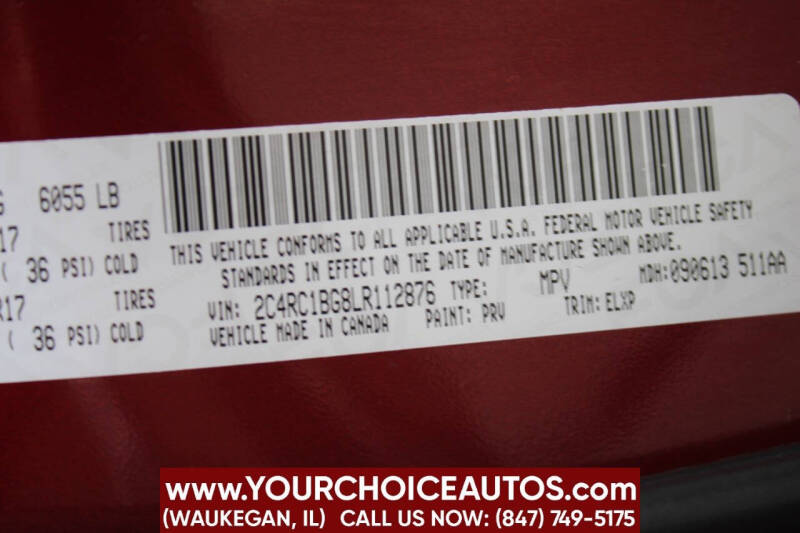 G 6055 LB
17 TIRES
( 36 PSI) COLD
R17 TIRES
( 36 PSI) COLD
THIS VEHICLE CONFORMS TO ALL APPLICABLE U.S.A. FEDERAL MOTOR VEHICLE SAFETY
STANDARDS IN EFFECT ON THE DATE OF MANUFACTURE SHOWN ABOVE.
VIN: 2C4RC1BG8LR112876 TYPE: MPV MDH:090613 511AA
VEHICLE MADE IN CANADA PAINT: PRV TRIM:ELXP
www.YOURCHOICEAUTOS.com
(WAUKEGAN, IL) CALL US NOW: (847) 749-5175